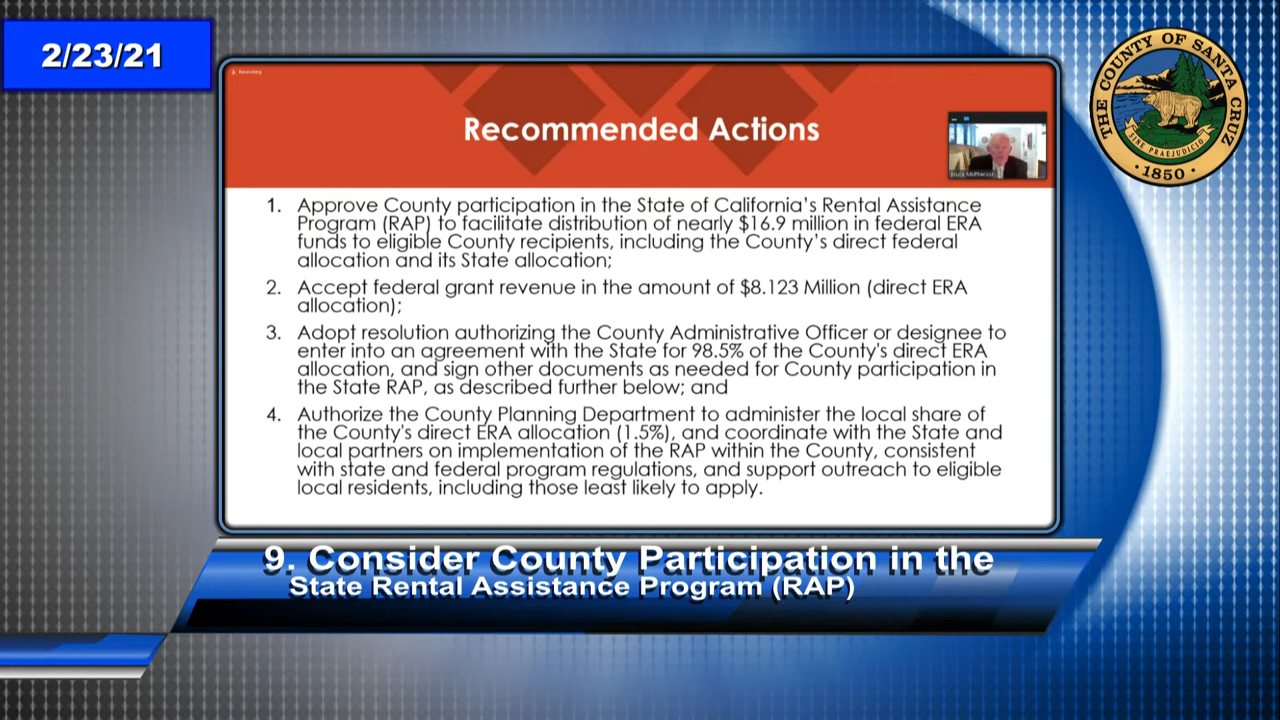 2/23/21
Recording
Recommended Actions
Bruce McPherson
THE COUNTY OF SANTA CRUZ
SINE PRAEJUDICIO
• 1850 •
1. Approve County participation in the State of California's Rental Assistance
Program (RAP) to facilitate distribution of nearly $16.9 million in federal ERA
funds to eligible County recipients, including the County's direct federal
allocation and its State allocation;
2. Accept federal grant revenue in the amount of $8.123 Million (direct ERA
allocation);
3. Adopt resolution authorizing the County Administrative Officer or designee to
enter into an agreement with the State for 98.5% of the County's direct ERA
allocation, and sign other documents as needed for County participation in
the State RAP, as described further below; and
4. Authorize the County Planning Department to administer the local share of
the County's direct ERA allocation (1.5%), and coordinate with the State and
local partners on implementation of the RAP within the County, consistent
with state and federal program regulations, and support outreach to eligible
local residents, including those least likely to apply.
9. Consider County Participation in the
State Rental Assistance Program (RAP)